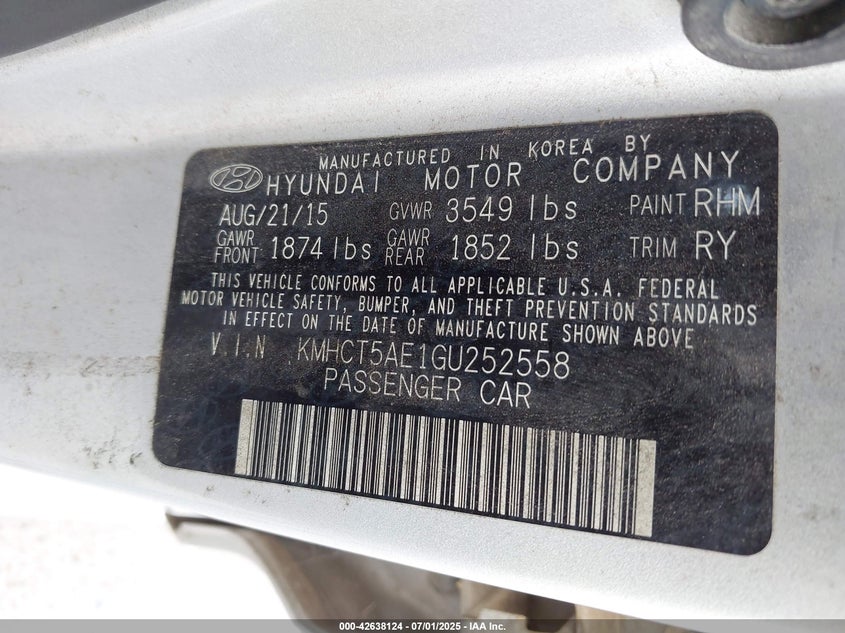 MANUFACTURED IN KOREA BY
HYUNDAI MOTOR COMPANY
AUG/21/15 GVWR 3549 lbs PAINT RHM
GAWR FRONT 1874 lbs GAWR REAR 1852 lbs TRIM RY
THIS VEHICLE CONFORMS TO ALL APPLICABLE U.S.A. FEDERAL
MOTOR VEHICLE SAFETY, BUMPER, AND THEFT PREVENTION STANDARDS
IN EFFECT ON THE DATE OF MANUFACTURE SHOWN ABOVE
V.I.N KMHCT5AE1GU252558
PASSENGER CAR
000-42638124 - 07/01/2025 - IAA Inc.